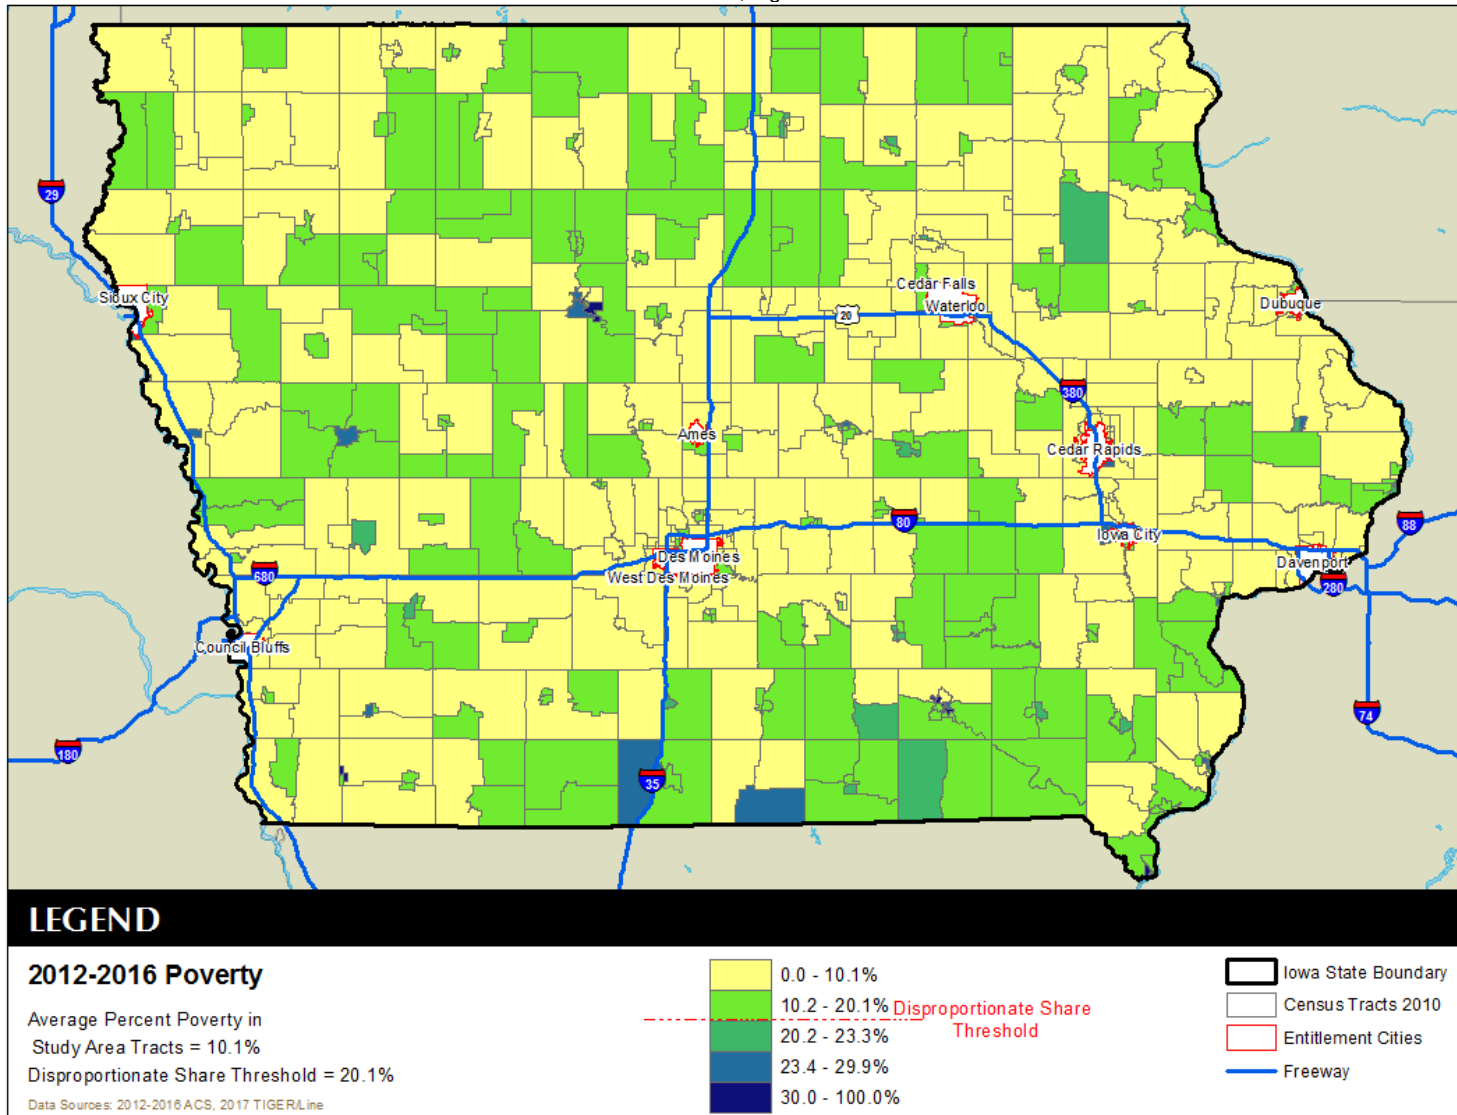 29
Sioux City
Cedar Falls
Waterloo
20
Dubuque
380
Ames
Cedar Rapids
80
88
Iowa City
Des Moines
West Des Moines
Davenport
680
280
Council Bluffs
74
180
35
LEGEND
2012-2016 Poverty
Average Percent Poverty in
Study Area Tracts = 10.1%
Disproportionate Share Threshold = 20.1%
Data Sources: 2012-2016 ACS, 2017 TIGER/Line
0.0 - 10.1%
10.2 - 20.1%
Disproportionate Share
Threshold
20.2 - 23.3%
23.4 - 29.9%
30.0 - 100.0%
Iowa State Boundary
Census Tracts 2010
Entitlement Cities
Freeway